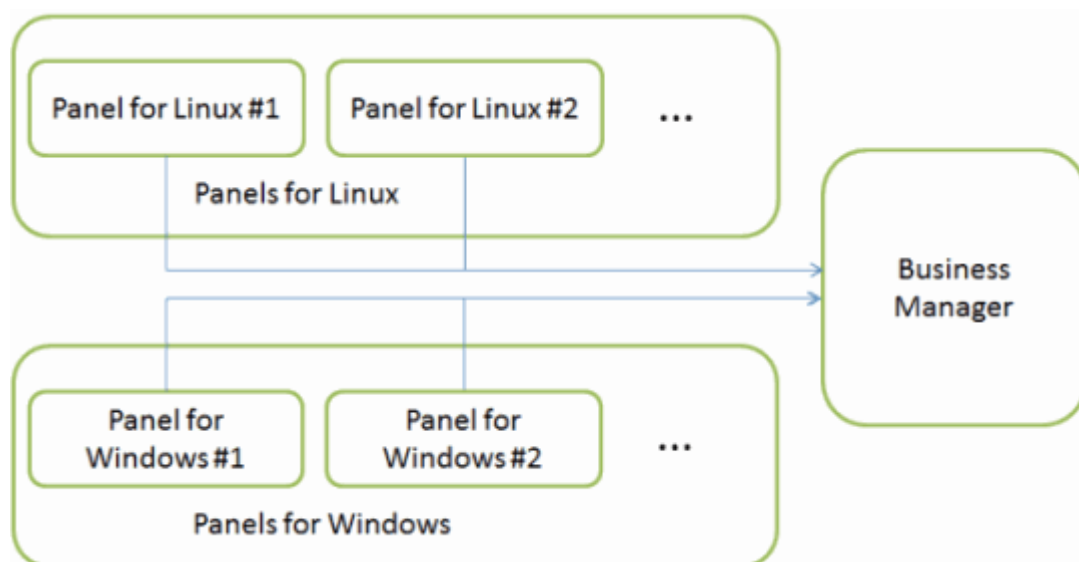 Panel for Linux #1
Panel for Linux #2
...
Panels for Linux
Business
Manager
Panel for
Windows #1
Panel for
Windows #2
...
Panels for Windows